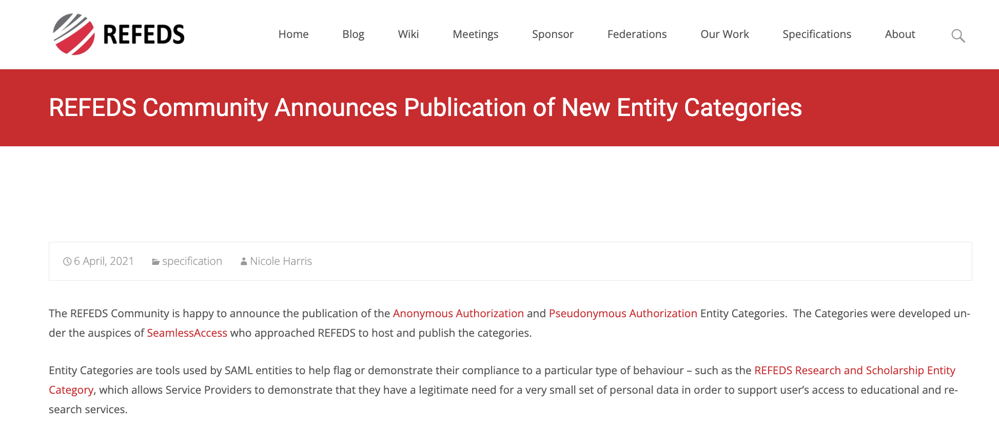 REFEDS
Home Blog Wiki Meetings Sponsor Federations Our Work Specifications About
REFEDS Community Announces Publication of New Entity Categories
6 April, 2021 specification Nicole Harris
The REFEDS Community is happy to announce the publication of the Anonymous Authorization and Pseudonymous Authorization Entity Categories.  The Categories were developed un-
der the auspices of SeamlessAccess who approached REFEDS to host and publish the categories.
Entity Categories are tools used by SAML entities to help flag or demonstrate their compliance to a particular type of behaviour – such as the REFEDS Research and Scholarship Entity
Category, which allows Service Providers to demonstrate that they have a legitimate need for a very small set of personal data in order to support user’s access to educational and re-
search services.